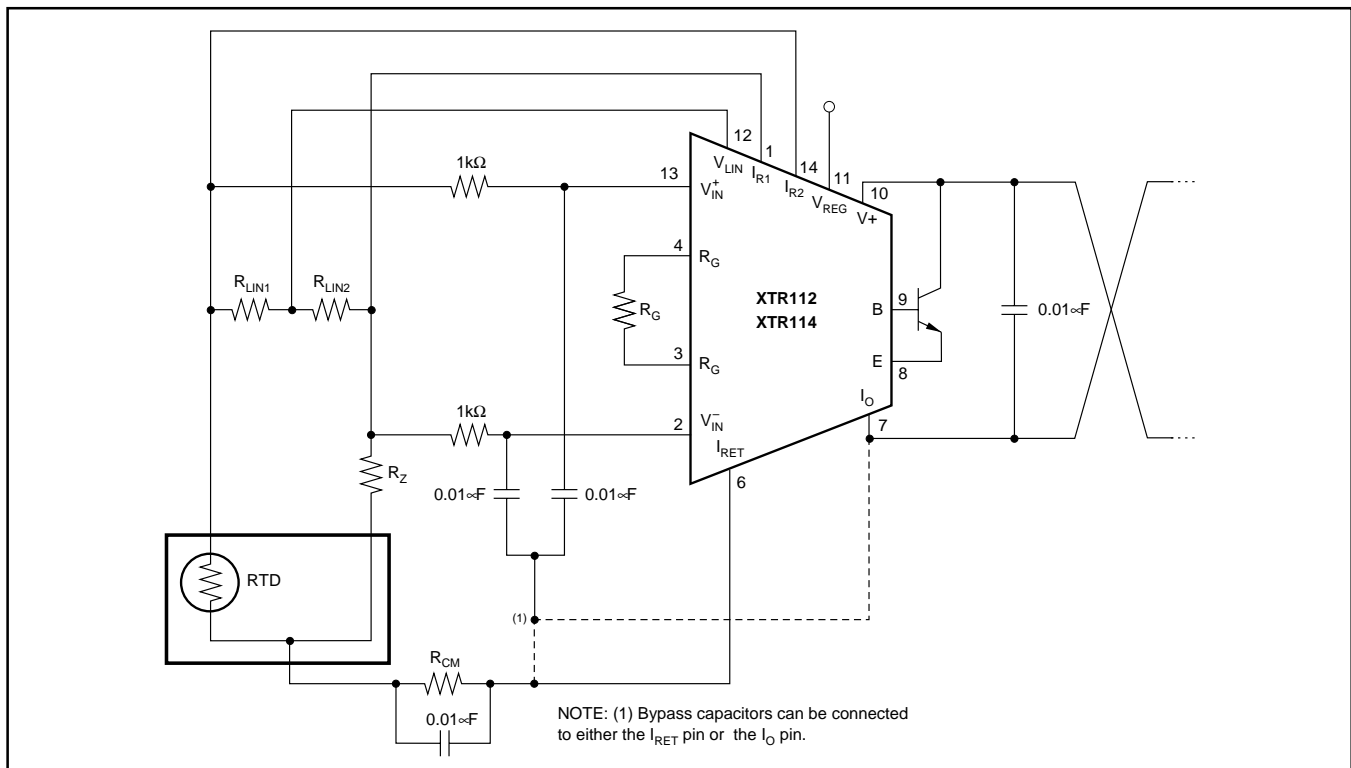 12
1
14
11
10
V_LIN
I_R1
I_R2
V_REG
V+
1kΩ
13
V⁺_IN
4
R_G
R_LIN1
R_LIN2
R_G
XTR112
XTR114
9
B
0.01∝F
3
R_G
E
8
1kΩ
2
V⁻_IN
I_O
7
I_RET
6
R_Z
0.01∝F
0.01∝F
RTD
(1)
R_CM
0.01∝F
NOTE: (1) Bypass capacitors can be connected
to either the I_RET pin or the I_O pin.